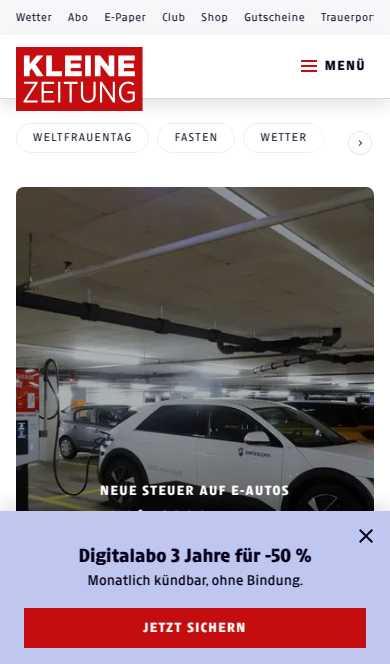 Wetter Abo E-Paper Club Shop Gutscheine Trauerpor
KLEINE
ZEITUNG
MENÜ
WELTFRAUENTAG FASTEN WETTER
NEUE STEUER AUF E-AUTOS
Digitalabo 3 Jahre für -50 %
Monatlich kündbar, ohne Bindung.
JETZT SICHERN